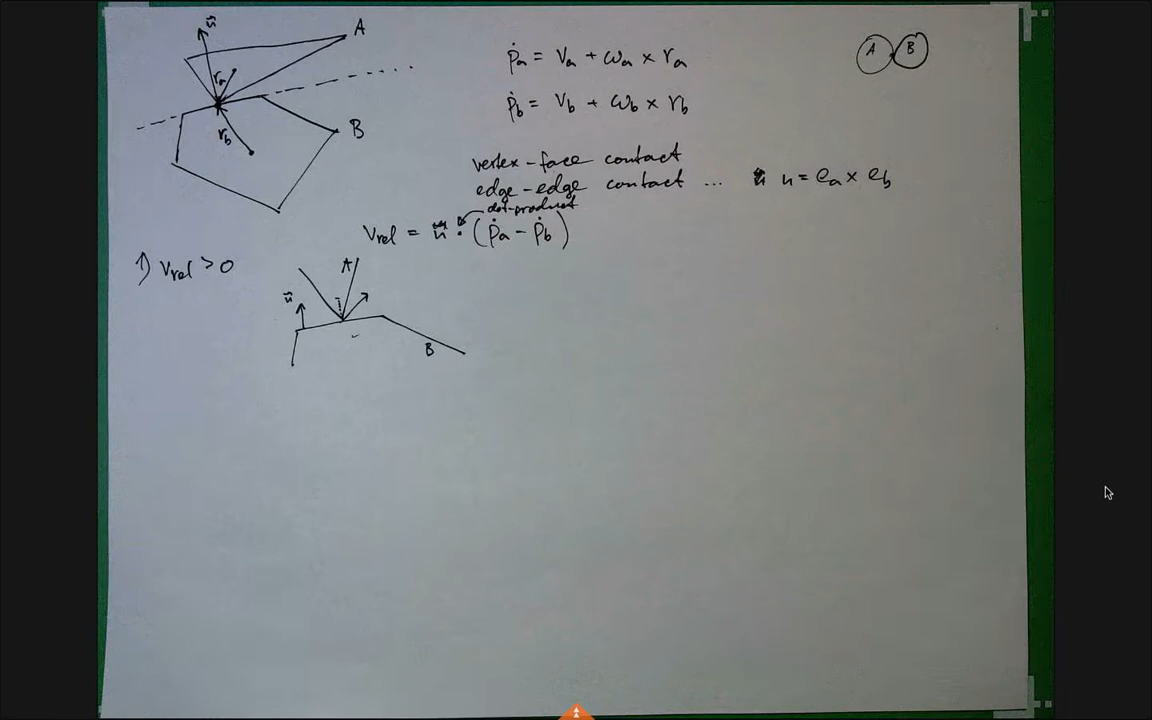 n⃗
A
ṗa = Va + ωa × ra
A B
ra
ṗb = Vb + ωb × rb
rb
B
vertex-face contact
edge-edge contact ... n = ea × eb
dot-product
Vrel = n⃗ · (ṗa - ṗb)
1) Vrel > 0
A
n⃗
B